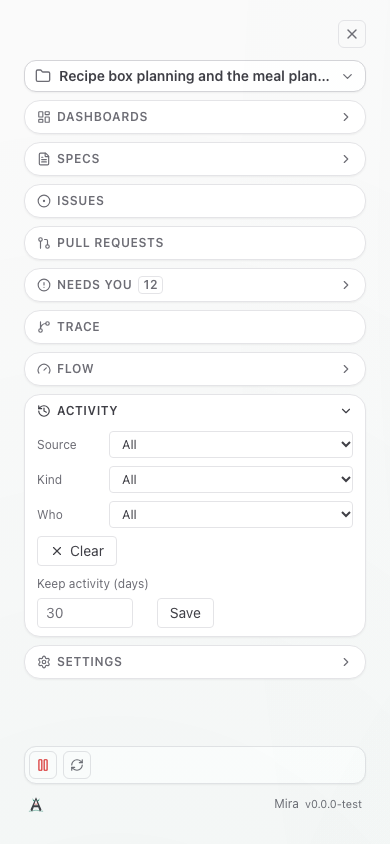 Recipe box planning and the meal plan...
DASHBOARDS
SPECS
ISSUES
PULL REQUESTS
NEEDS YOU 12
TRACE
FLOW
ACTIVITY
Source All
Kind All
Who All
Clear
Keep activity (days)
30 Save
SETTINGS
Mira v0.0.0-test